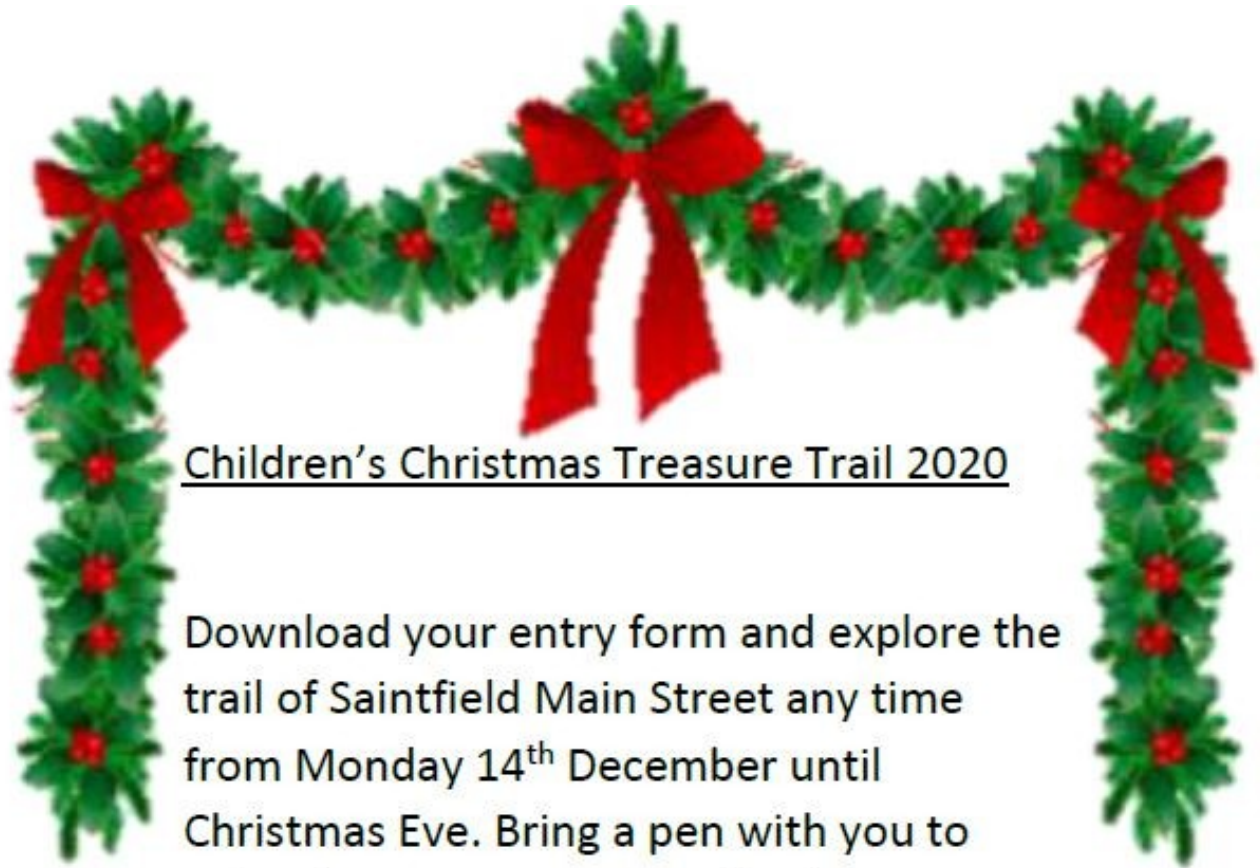 Children’s Christmas Treasure Trail 2020
Download your entry form and explore the
trail of Saintfield Main Street any time
from Monday 14th December until
Christmas Eve. Bring a pen with you to